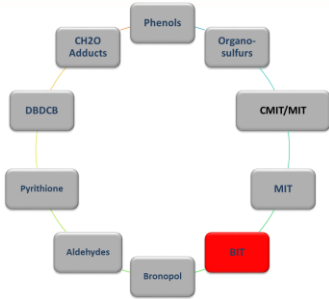 Phenols
Organo-
sulfurs
CMIT/MIT
MIT
BIT
Bronopol
Aldehydes
Pyrithione
DBDCB
CH2O
Adducts